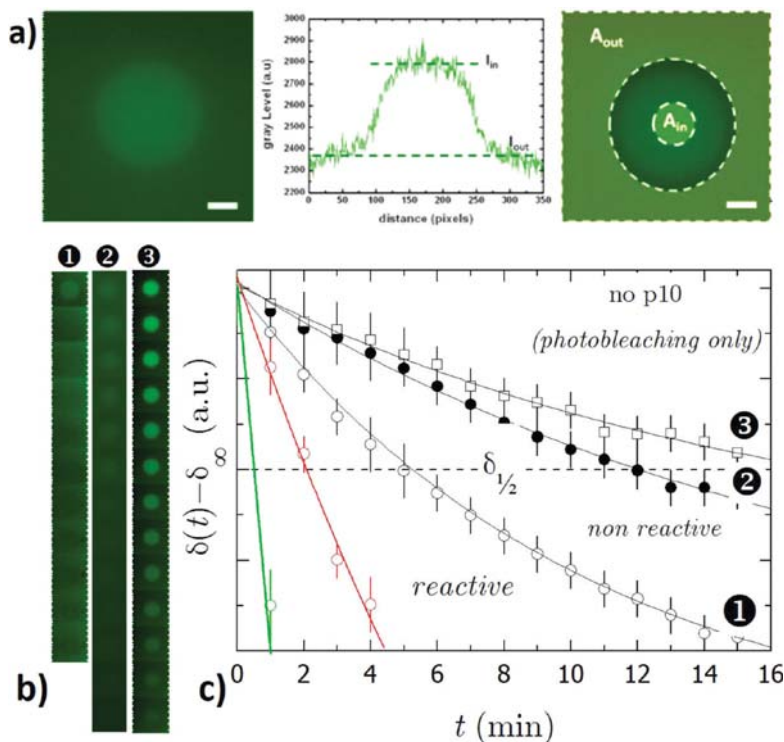 a)
gray Level (a.u)
2900
2800
2700
2600
2500
2400
2300
2200
0 50 100 150 200 250 300 350
distance (pixels)
I_in
I_out
A_out
A_in
b)
❶ ❷ ❸
c)
δ(t)−δ_∞ (a.u.)
no p10
(photobleaching only)
❸
δ_½
❷
non reactive
reactive
❶
0 2 4 6 8 10 12 14 16
t (min)